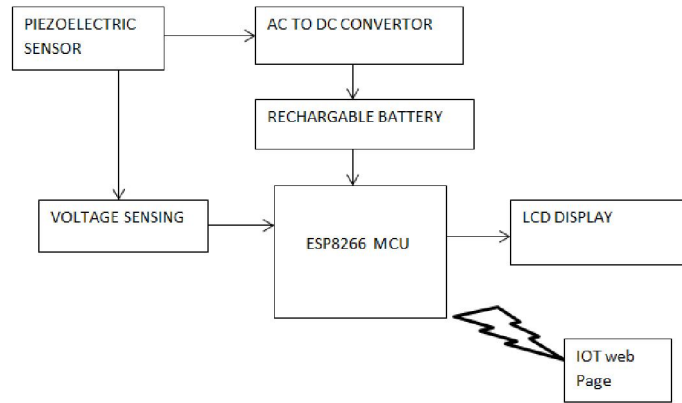 PIEZOELECTRIC
SENSOR
AC TO DC CONVERTOR
RECHARGABLE BATTERY
VOLTAGE SENSING
ESP8266 MCU
LCD DISPLAY
IOT web
Page